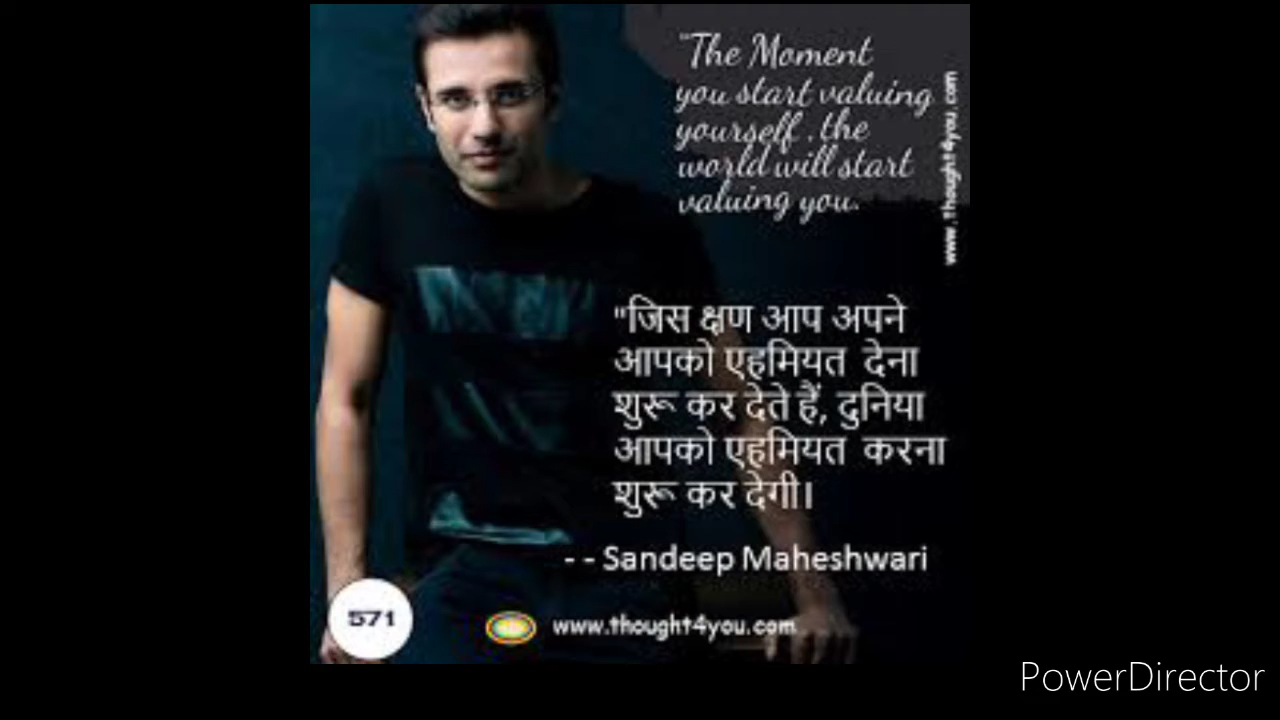 "The Moment
you start valuing
yourself , the
world will start
valuing you.
www.thought4you.com
"जिस क्षण आप अपने
आपको एहमियत देना
शुरू कर देते हैं, दुनिया
आपको एहमियत करना
शुरू कर देगी।
- - Sandeep Maheshwari
571
www.thought4you.com
PowerDirector